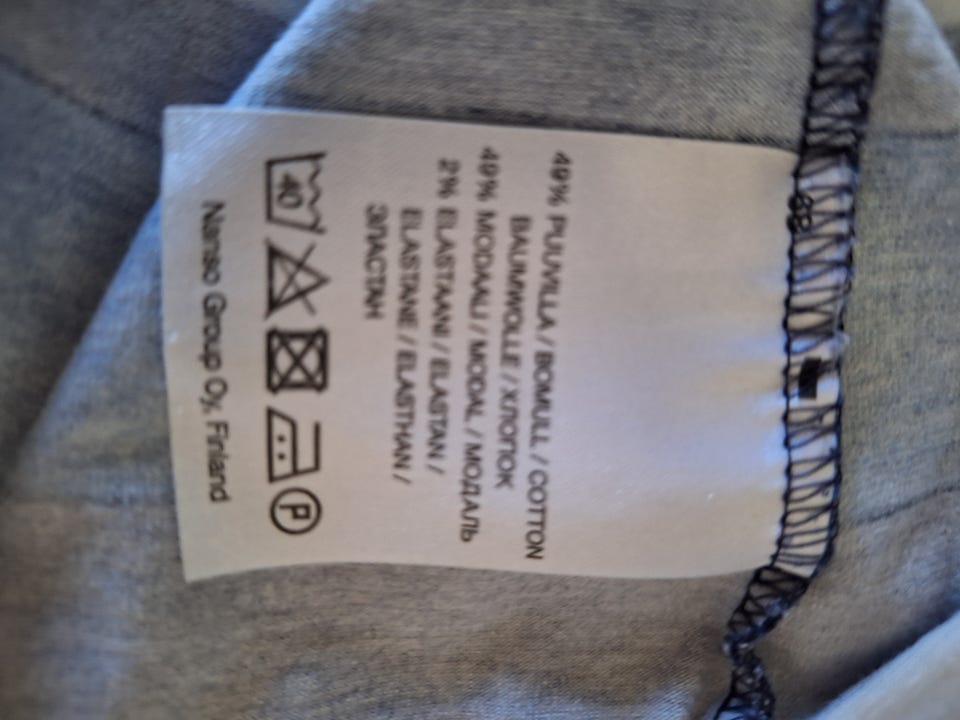 49% PUUVILLA / BOMULL / COTTON
BAUMWOLLE / ХЛОПОК
49% MODAALI / MODAL / МОДАЛЬ
2% ELASTAANI / ELASTAN /
ELASTANE / ELASTHAN /
ЭЛАСТАН
40
P
Nanso Group Oy, Finland